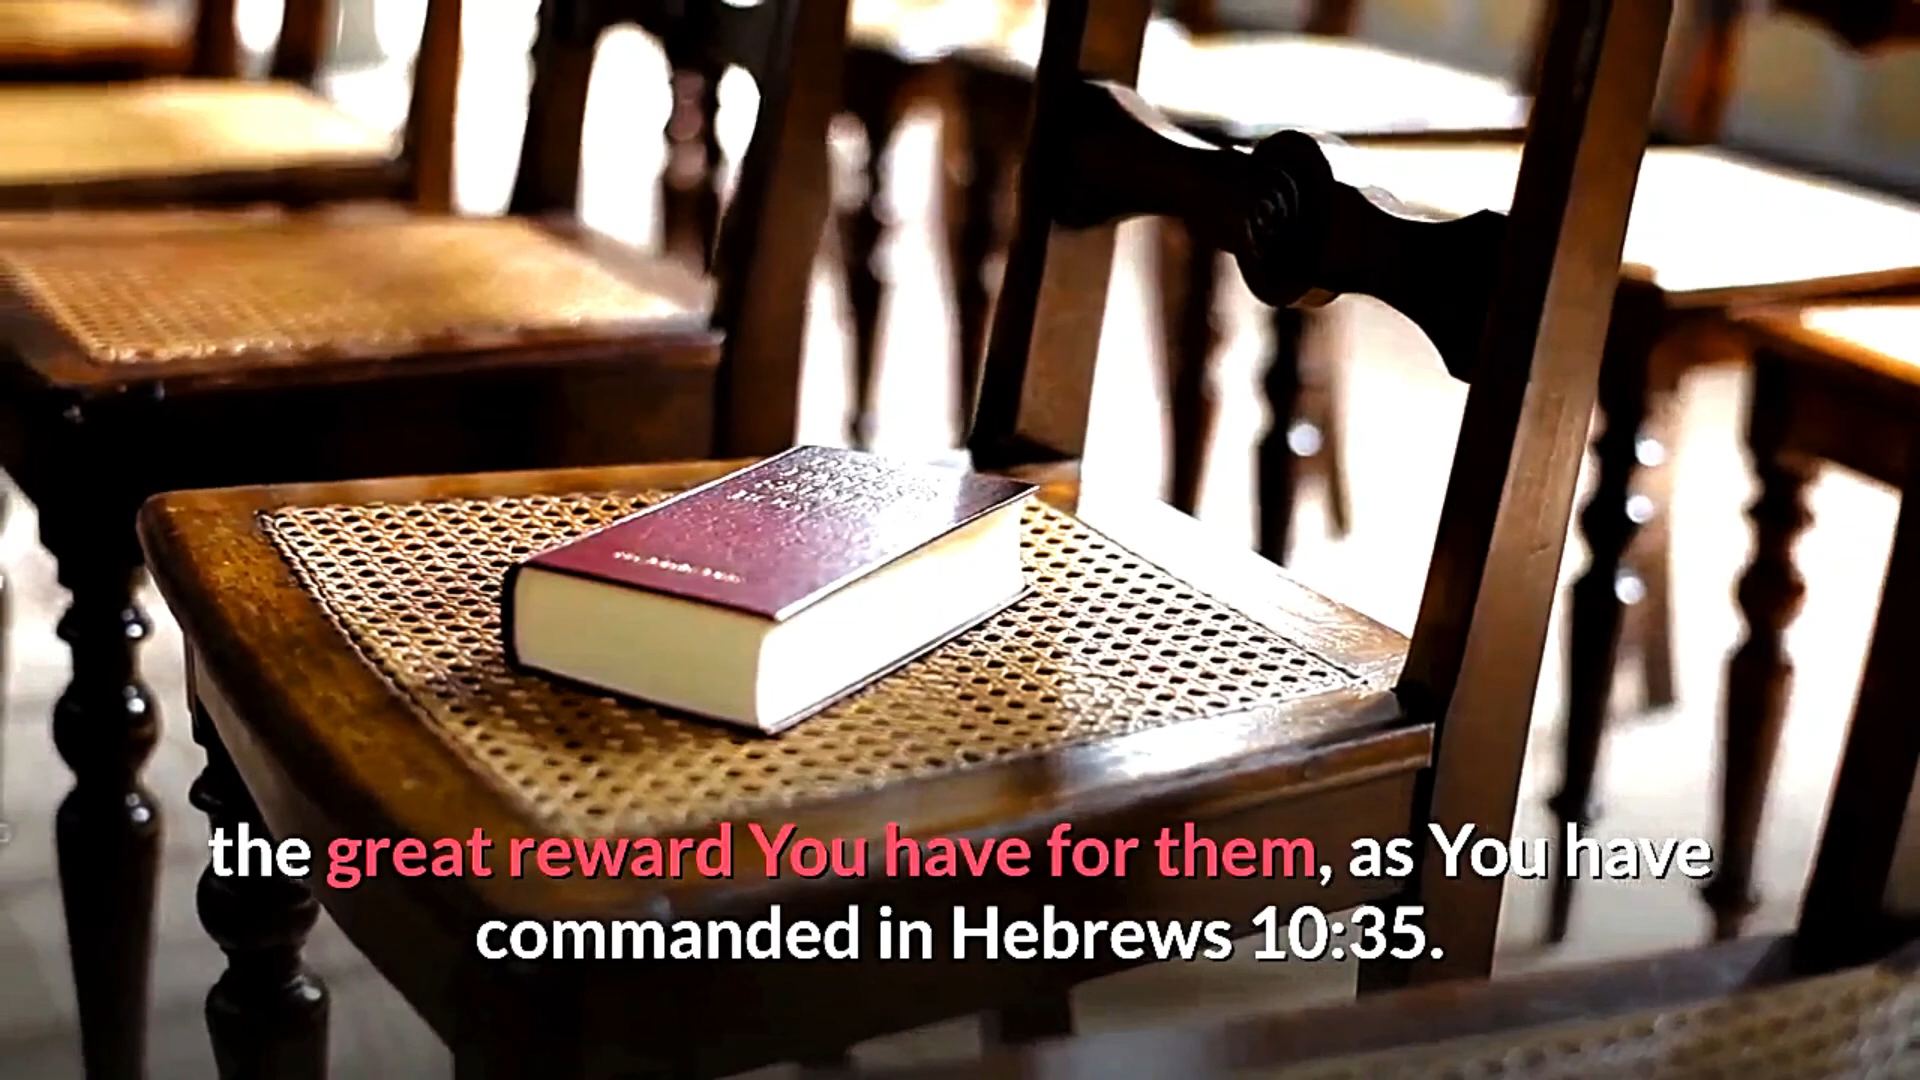 the great reward You have for them, as You have
commanded in Hebrews 10:35.